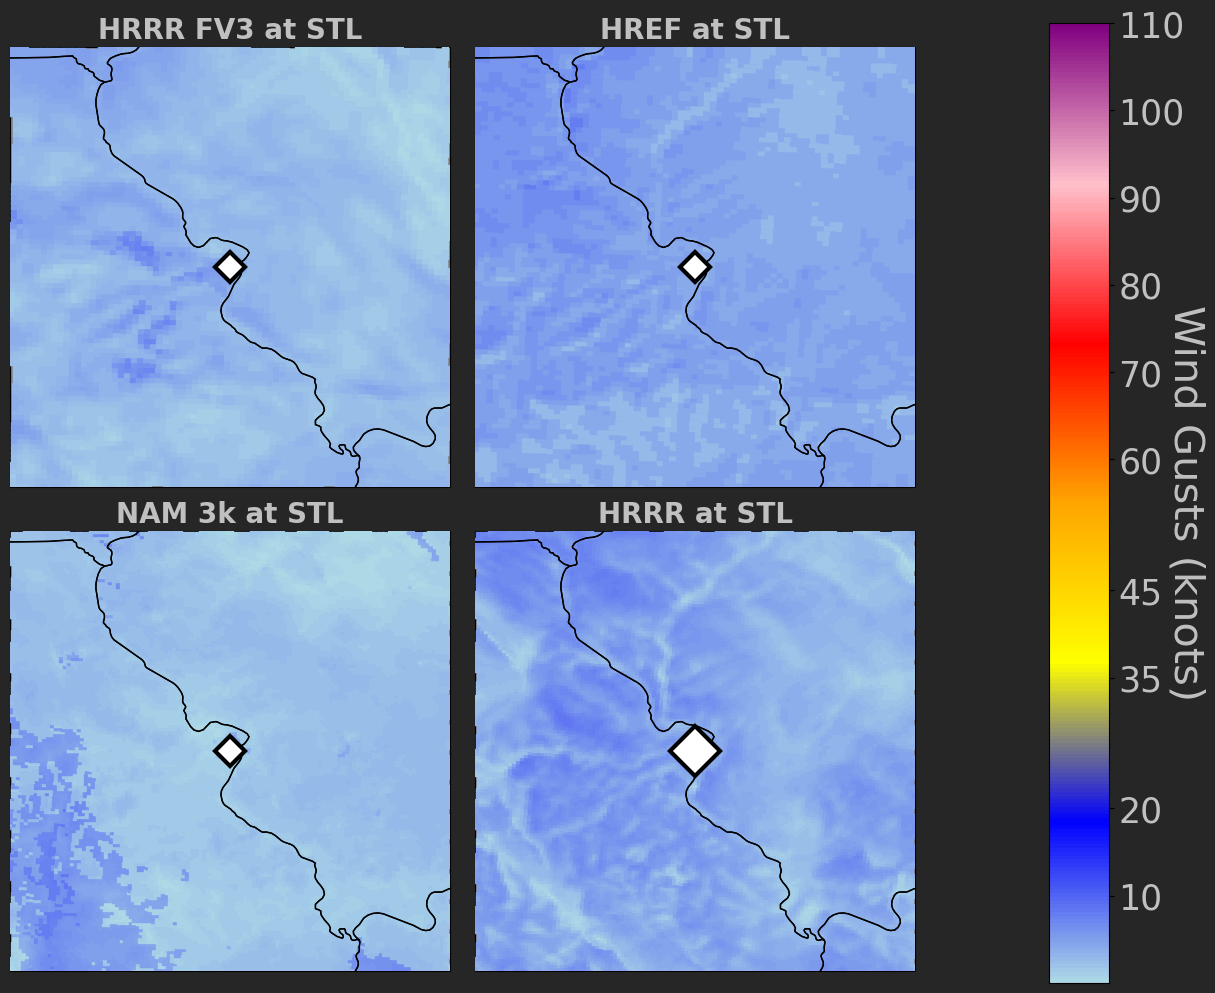 HRRR FV3 at STL
HREF at STL
NAM 3k at STL
HRRR at STL
110
100
90
80
70
60
45
35
20
10
Wind Gusts (knots)